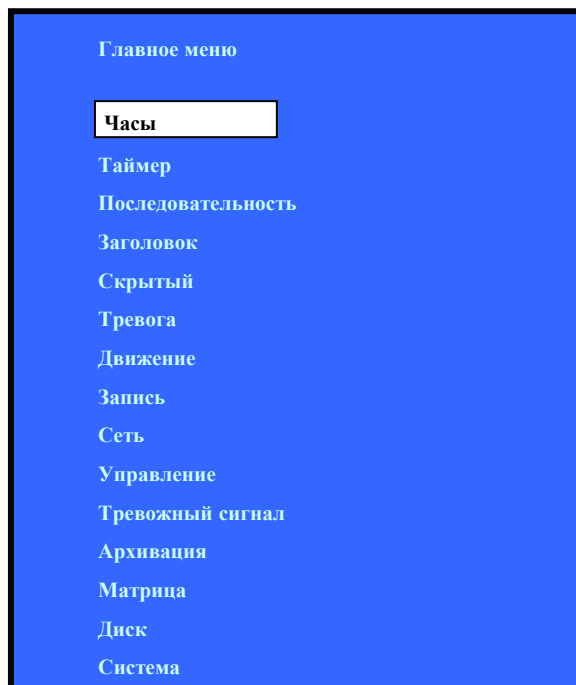 Главное меню
Часы
Таймер
Последовательность
Заголовок
Скрытый
Тревога
Движение
Запись
Сеть
Управление
Тревожный сигнал
Архивация
Матрица
Диск
Система